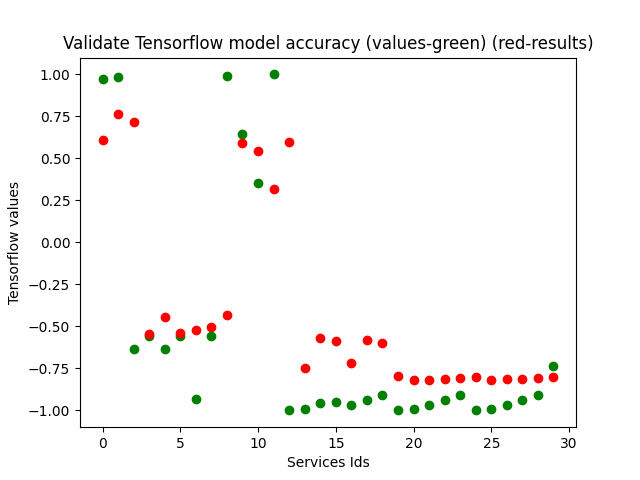 Validate Tensorflow model accuracy (values-green) (red-results)
1.00
0.75
0.50
0.25
0.00
−0.25
−0.50
−0.75
−1.00
Tensorflow values
0 5 10 15 20 25 30
Services Ids